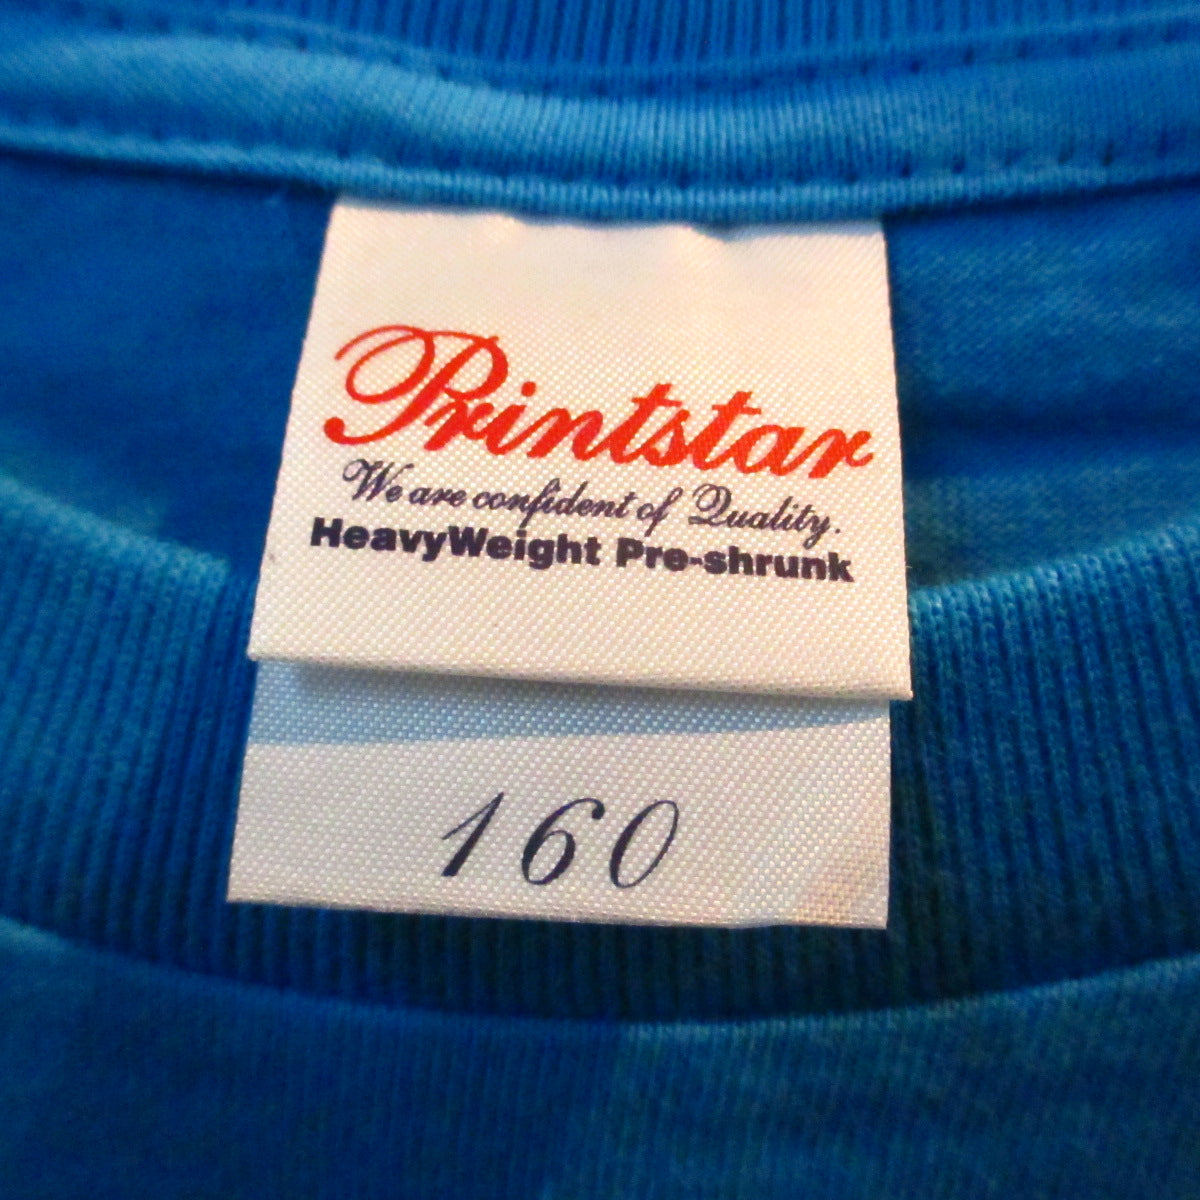 Printstar
We are confident of Quality.
HeavyWeight Pre-shrunk
160